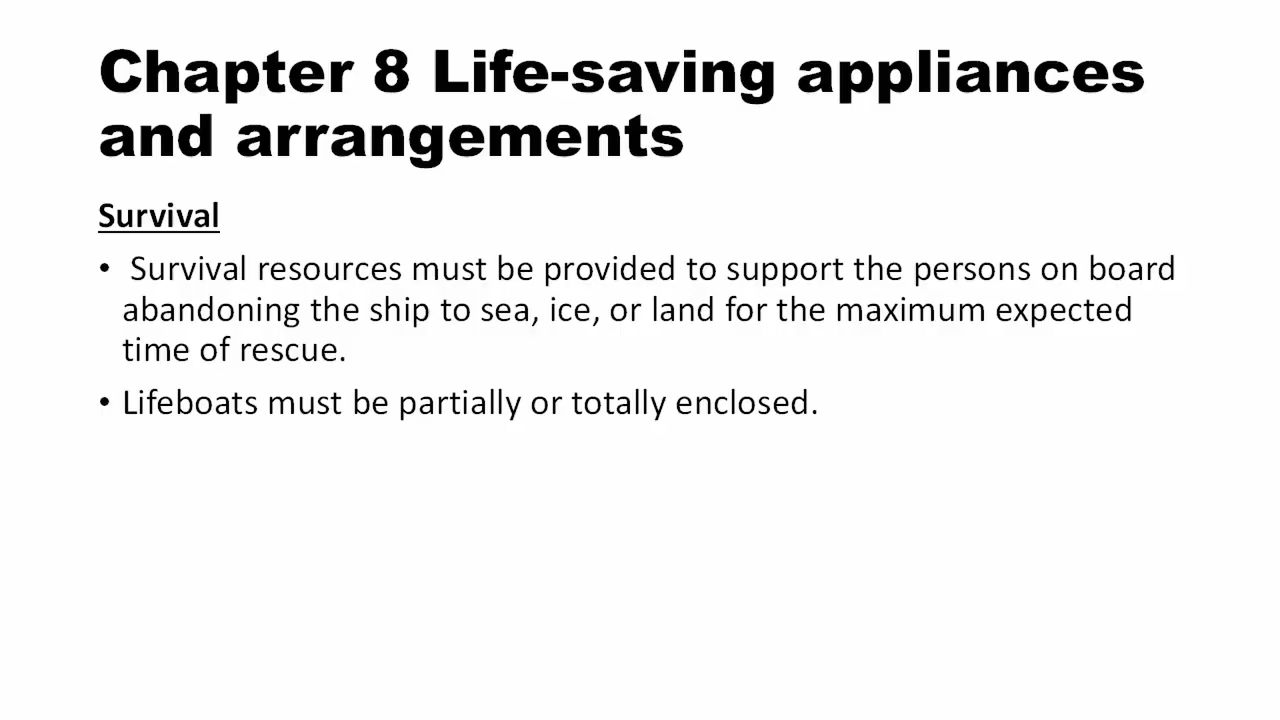 Chapter 8 Life-saving appliances
and arrangements
Survival
• Survival resources must be provided to support the persons on board
abandoning the ship to sea, ice, or land for the maximum expected
time of rescue.
• Lifeboats must be partially or totally enclosed.